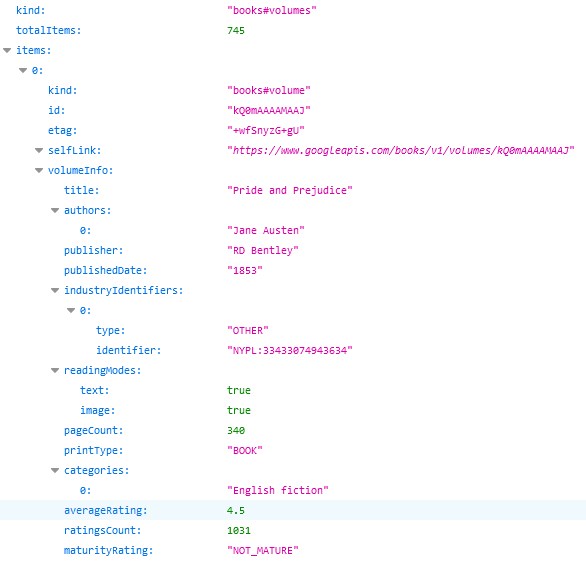 kind: "books#volumes"
totalItems: 745
items:
0:
kind: "books#volume"
id: "kQ0mAAAAMAAJ"
etag: "+wfSnyzG+gU"
selfLink: "https://www.googleapis.com/books/v1/volumes/kQ0mAAAAMAAJ"
volumeInfo:
title: "Pride and Prejudice"
authors:
0: "Jane Austen"
publisher: "RD Bentley"
publishedDate: "1853"
industryIdentifiers:
0:
type: "OTHER"
identifier: "NYPL:33433074943634"
readingModes:
text: true
image: true
pageCount: 340
printType: "BOOK"
categories:
0: "English fiction"
averageRating: 4.5
ratingsCount: 1031
maturityRating: "NOT_MATURE"